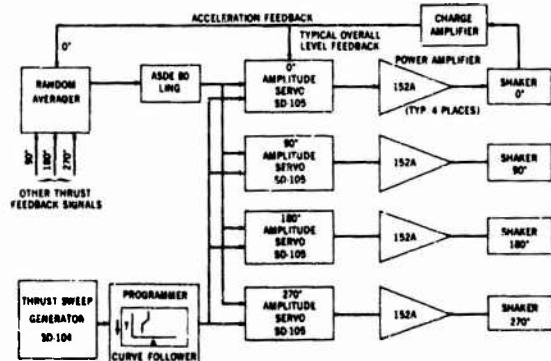 ACCELERATION FEEDBACK
CHARGE
AMPLIFIER
TYPICAL OVERALL
LEVEL FEEDBACK
0°
POWER AMPLIFIER
RANDOM
AVERAGER
ASDE 80
LING
0°
AMPLITUDE
SERVO
SD-105
152A
(TYP. 4 PLACES)
SHAKER
0°
90°
180°
270°
OTHER THRUST
FEEDBACK SIGNALS
90°
AMPLITUDE
SERVO
SD-105
152A
SHAKER
90°
180°
AMPLITUDE
SERVO
SD-105
152A
SHAKER
180°
THRUST SWEEP
GENERATOR
SD-104
PROGRAMMER
CURVE FOLLOWER
270°
AMPLITUDE
SERVO
SD-105
152A
SHAKER
270°